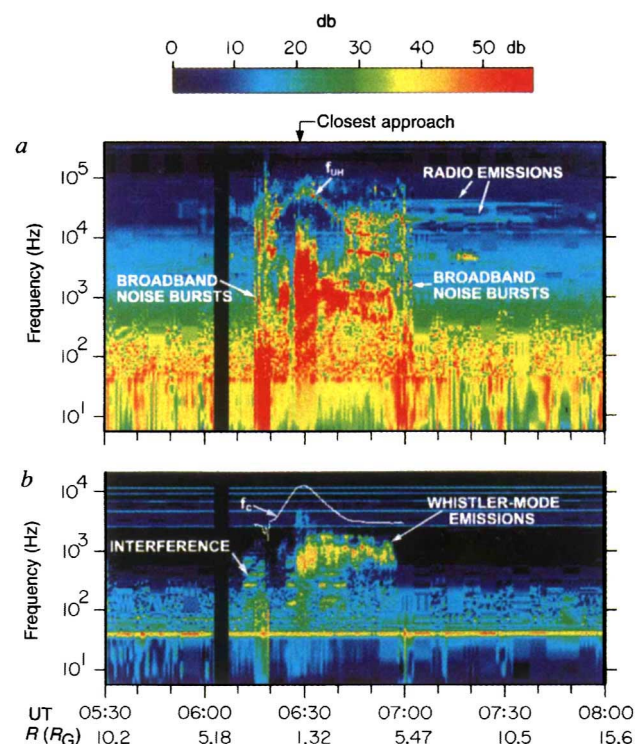 db
0 10 20 30 40 50 db
Closest approach
a
f_UH
RADIO EMISSIONS
BROADBAND
NOISE BURSTS
BROADBAND
NOISE BURSTS
Frequency (Hz)
10⁵
10⁴
10³
10²
10¹
b
f_c
WHISTLER-MODE
EMISSIONS
INTERFERENCE
Frequency (Hz)
10⁴
10³
10²
10¹
UT 05:30 06:00 06:30 07:00 07:30 08:00
R (R_G) 10.2 5.18 1.32 5.47 10.5 15.6